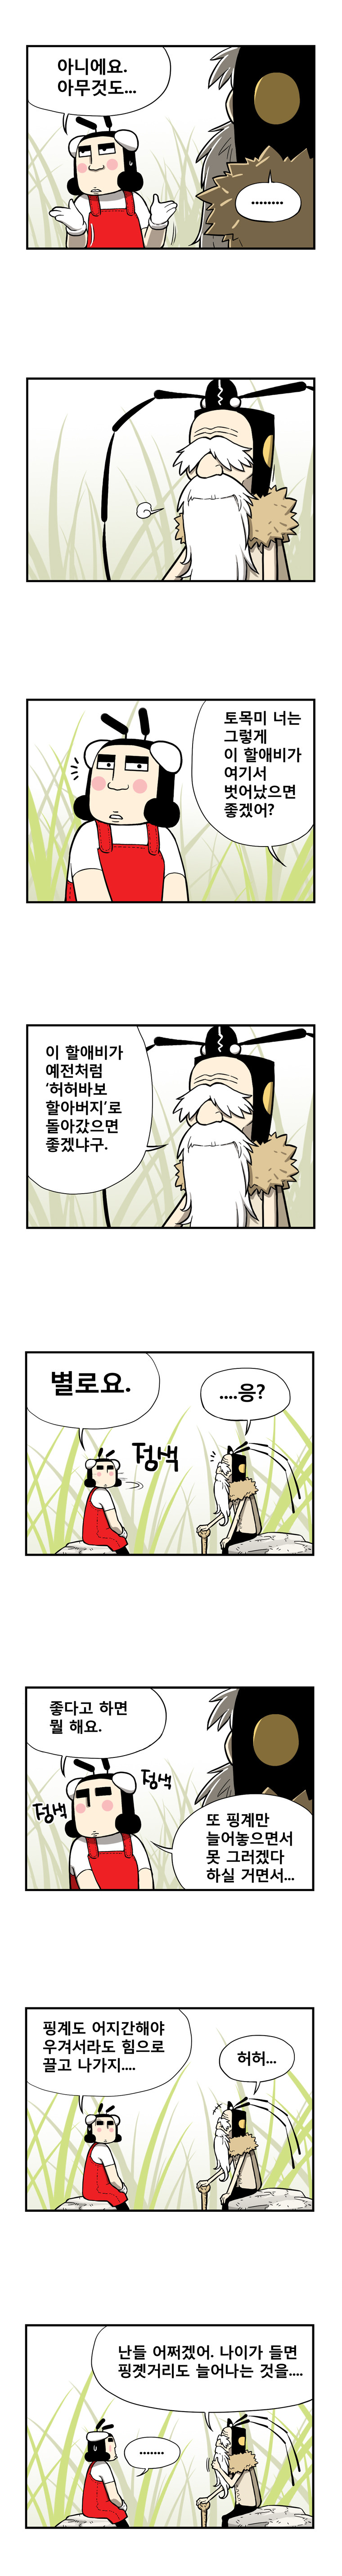 아니에요.
아무것도...
........
토목미 너는
그렇게
이 할애비가
여기서
벗어났으면
좋겠어?
이 할애비가
예전처럼
'허허바보
할아버지'로
돌아갔으면
좋겠냐구.
별로요.
....응?
정색
좋다고 하면
뭘 해요.
정색
정색
또 핑계만
늘어놓으면서
못 그러겠다
하실 거면서...
핑계도 어지간해야
우겨서라도 힘으로
끌고 나가지....
허허...
난들 어쩌겠어. 나이가 들면
핑곗거리도 늘어나는 것을....
.......